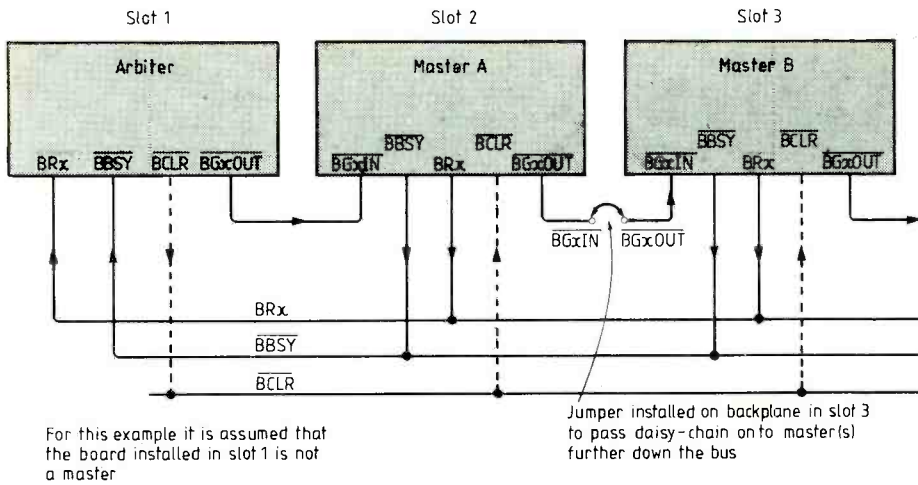 Slot 1
Slot 2
Slot 3
Arbiter
Master A
Master B
BRx
BBSY
BCLR
BGxOUT
BGxIN
BBSY
BRx
BCLR
BGxOUT
BGxIN
BBSY
BRx
BCLR
BGxOUT
BGxIN
BGxOUT
BRx
BBSY
BCLR
For this example it is assumed that
the board installed in slot 1 is not
a master
Jumper installed on backplane in slot 3
to pass daisy-chain on to master(s)
further down the bus